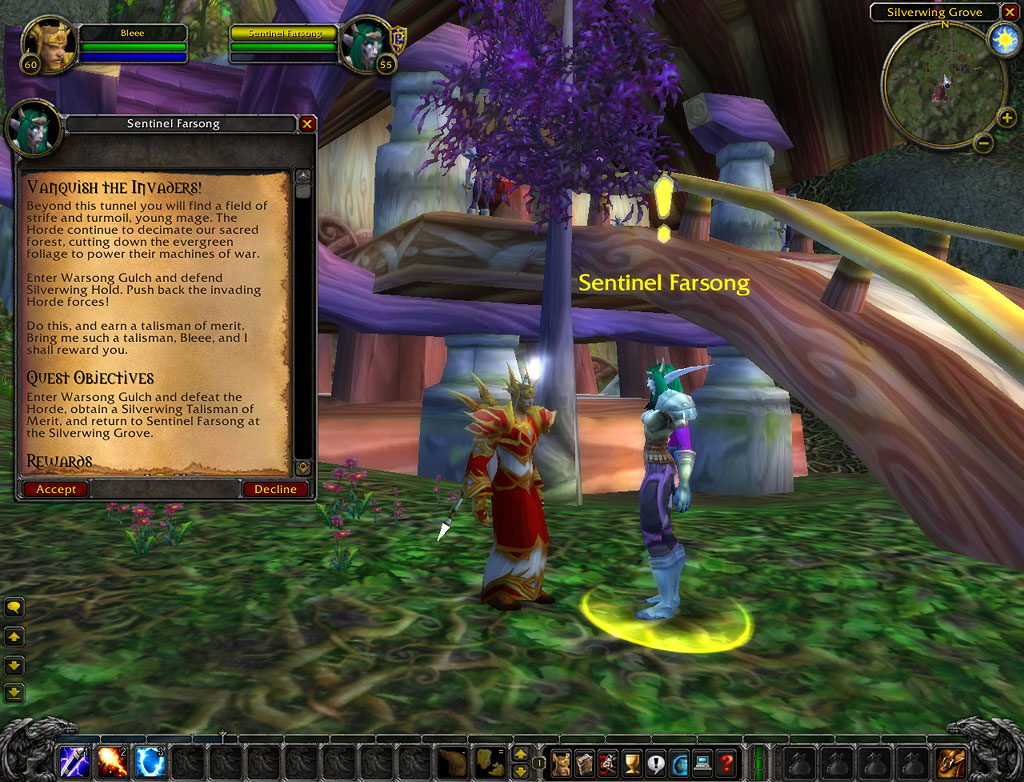 Bleee
60
Sentinel Farsong
55
Silverwing Grove
N
Sentinel Farsong
Vanquish the Invaders!
Beyond this tunnel you will find a field of
strife and turmoil, young mage. The
Horde continue to decimate our sacred
forest, cutting down the evergreen
foliage to power their machines of war.
Enter Warsong Gulch and defend
Silverwing Hold. Push back the invading
Horde forces!
Do this, and earn a talisman of merit.
Bring me such a talisman, Bleee, and I
shall reward you.
Quest Objectives
Enter Warsong Gulch and defeat the
Horde, obtain a Silverwing Talisman of
Merit, and return to Sentinel Farsong at
the Silverwing Grove.
Rewards
Accept
Decline
Sentinel Farsong
1
2
3
=
1